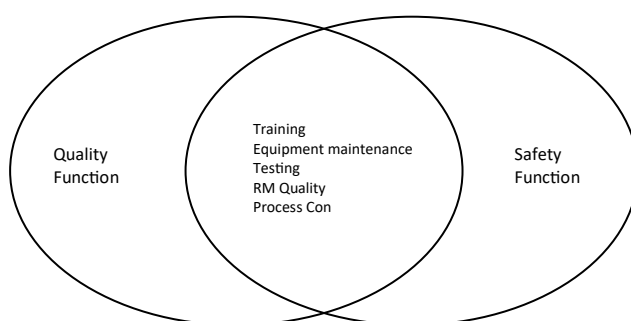 Quality
Function
Training
Equipment maintenance
Testing
RM Quality
Process Con
Safety
Function